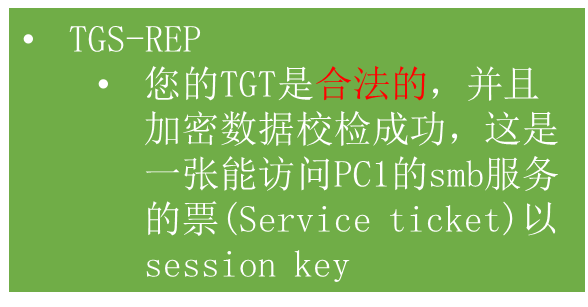 • TGS-REP
• 您的TGT是合法的，并且
加密数据校检成功，这是
一张能访问PC1的smb服务
的票(Service ticket)以
session key